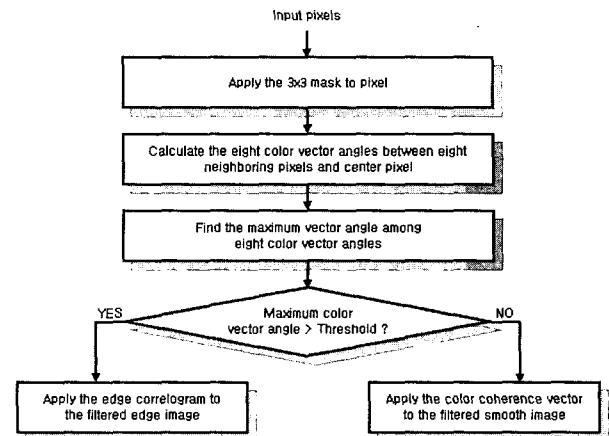 Input pixels
Apply the 3x3 mask to pixel
Calculate the eight color vector angles between eight
neighboring pixels and center pixel
Find the maximum vector angle among
eight color vector angles
YES
Maximum color
vector angle > Threshold ?
NO
Apply the edge correlogram to
the filtered edge image
Apply the color coherence vector
to the filtered smooth image